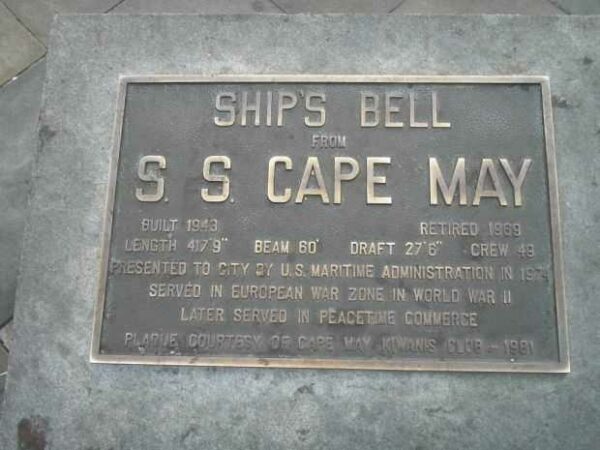 SHIP'S BELL
FROM
S. S. CAPE MAY
BUILT 1943 RETIRED 1969
LENGTH 417'9" BEAM 60' DRAFT 27'6" CREW 49
PRESENTED TO CITY BY U.S. MARITIME ADMINISTRATION IN 1971
SERVED IN EUROPEAN WAR ZONE IN WORLD WAR II
LATER SERVED IN PEACETIME COMMERCE
PLAQUE COURTESY OF CAPE MAY KIWANIS CLUB - 1981